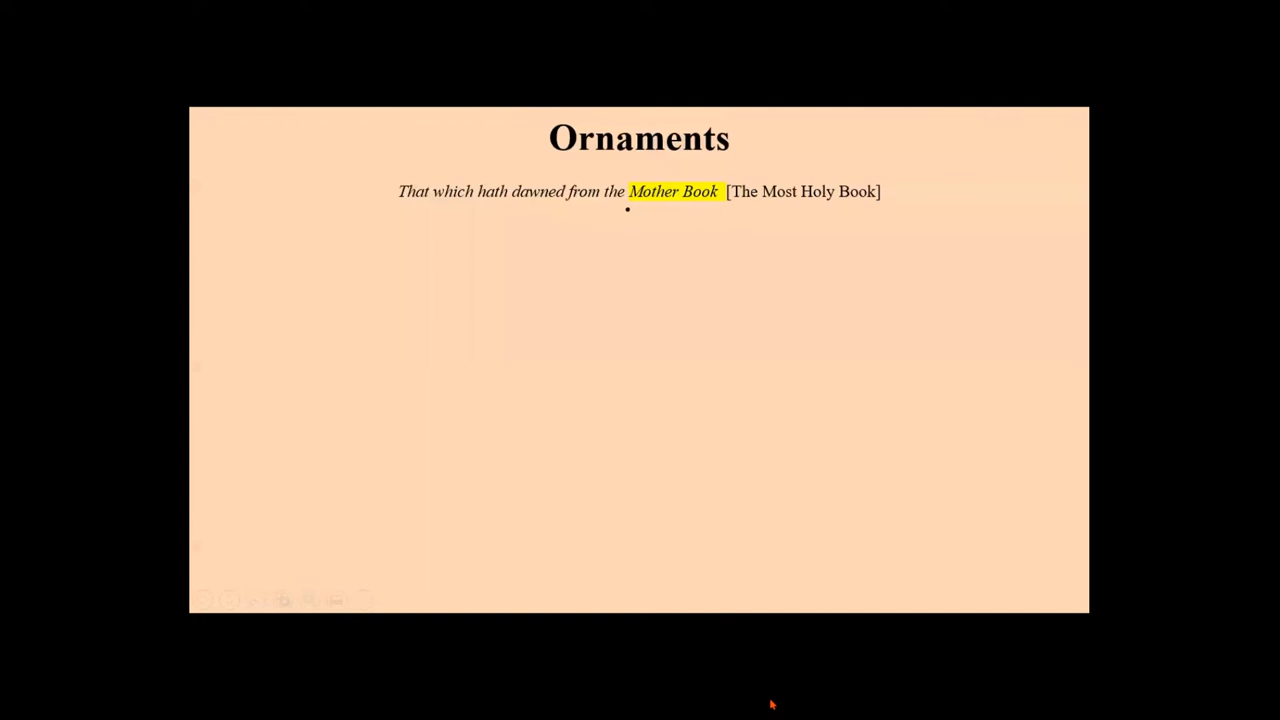 Ornaments
That which hath dawned from the Mother Book [The Most Holy Book]
•